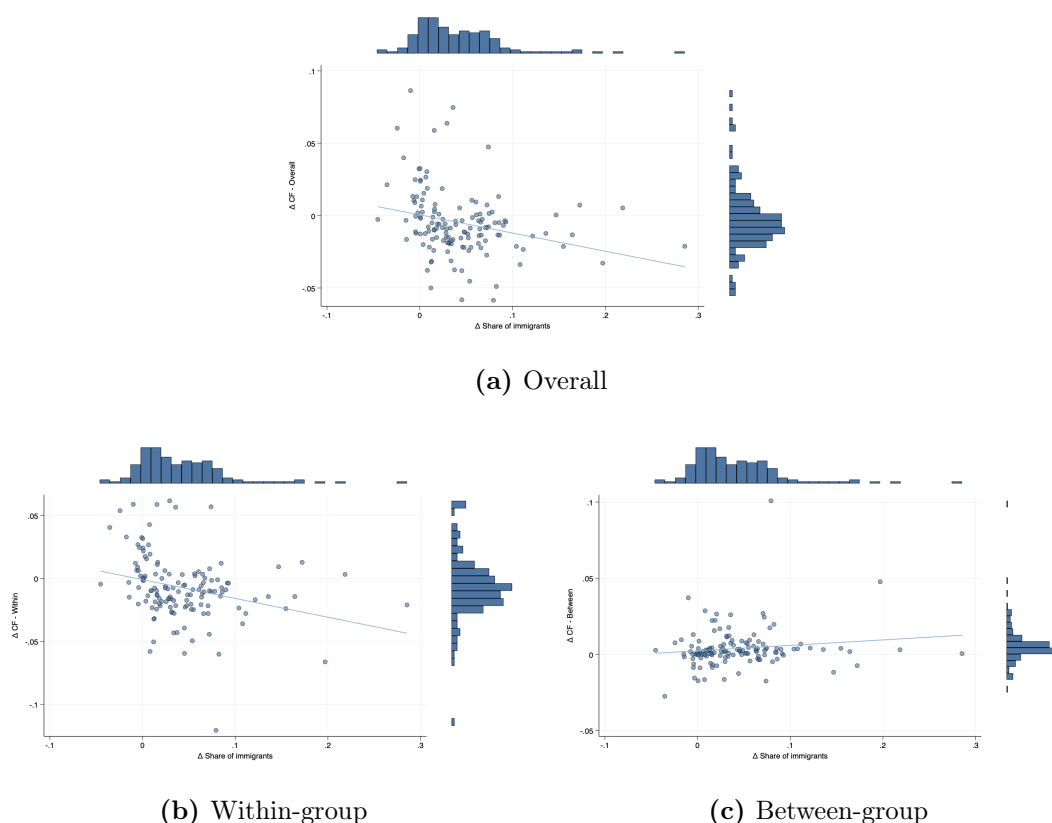 .1
.05
0
-.05
Δ CF - Overall
-.1 0 .1 .2 .3
Δ Share of immigrants
(a) Overall
.05
0
-.05
-.1
Δ CF - Within
-.1 0 .1 .2 .3
Δ Share of immigrants
(b) Within-group
.1
.05
0
-.05
Δ CF - Between
-.1 0 .1 .2 .3
Δ Share of immigrants
(c) Between-group